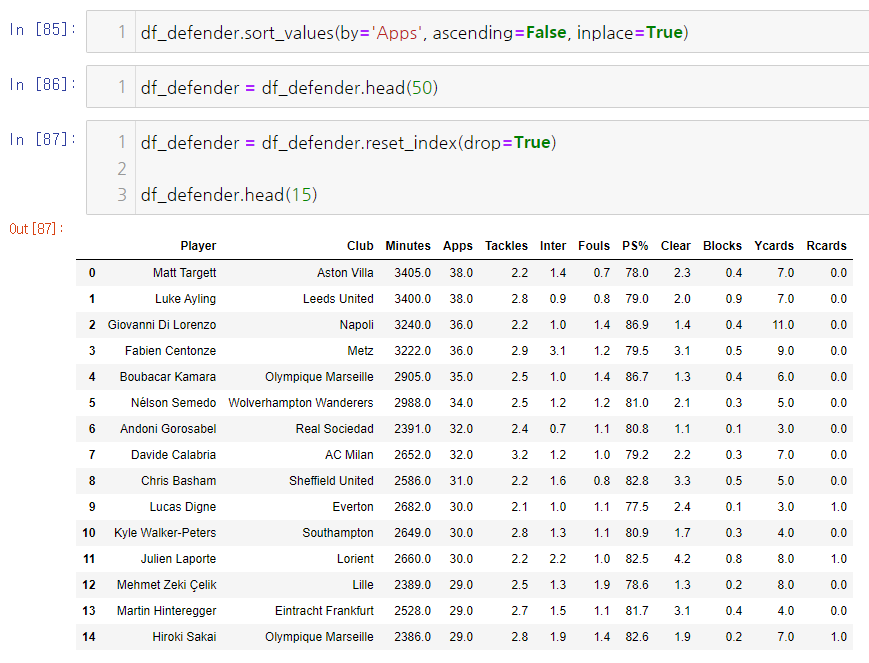 In [85]: 1 df_defender.sort_values(by='Apps', ascending=False, inplace=True)
In [86]: 1 df_defender = df_defender.head(50)
In [87]: 1 df_defender = df_defender.reset_index(drop=True)
2
3 df_defender.head(15)
Out[87]:
Player Club Minutes Apps Tackles Inter Fouls PS% Clear Blocks Ycards Rcards
0 Matt Targett Aston Villa 3405.0 38.0 2.2 1.4 0.7 78.0 2.3 0.4 7.0 0.0
1 Luke Ayling Leeds United 3400.0 38.0 2.8 0.9 0.8 79.0 2.0 0.9 7.0 0.0
2 Giovanni Di Lorenzo Napoli 3240.0 36.0 2.2 1.0 1.4 86.9 1.4 0.4 11.0 0.0
3 Fabien Centonze Metz 3222.0 36.0 2.9 3.1 1.2 79.5 3.1 0.5 9.0 0.0
4 Boubacar Kamara Olympique Marseille 2905.0 35.0 2.5 1.0 1.4 86.7 1.3 0.4 6.0 0.0
5 Nélson Semedo Wolverhampton Wanderers 2988.0 34.0 2.5 1.2 1.2 81.0 2.1 0.3 5.0 0.0
6 Andoni Gorosabel Real Sociedad 2391.0 32.0 2.4 0.7 1.1 80.8 1.1 0.1 3.0 0.0
7 Davide Calabria AC Milan 2652.0 32.0 3.2 1.2 1.0 79.2 2.2 0.3 7.0 0.0
8 Chris Basham Sheffield United 2586.0 31.0 2.2 1.6 0.8 82.8 3.3 0.5 5.0 0.0
9 Lucas Digne Everton 2682.0 30.0 2.1 1.0 1.1 77.5 2.4 0.1 3.0 1.0
10 Kyle Walker-Peters Southampton 2649.0 30.0 2.8 1.3 1.1 80.9 1.7 0.3 4.0 0.0
11 Julien Laporte Lorient 2660.0 30.0 2.2 2.2 1.0 82.5 4.2 0.8 8.0 1.0
12 Mehmet Zeki Çelik Lille 2389.0 29.0 2.5 1.3 1.9 78.6 1.3 0.2 8.0 0.0
13 Martin Hinteregger Eintracht Frankfurt 2528.0 29.0 2.7 1.5 1.1 81.7 3.1 0.4 4.0 0.0
14 Hiroki Sakai Olympique Marseille 2386.0 29.0 2.8 1.9 1.4 82.6 1.9 0.2 7.0 1.0